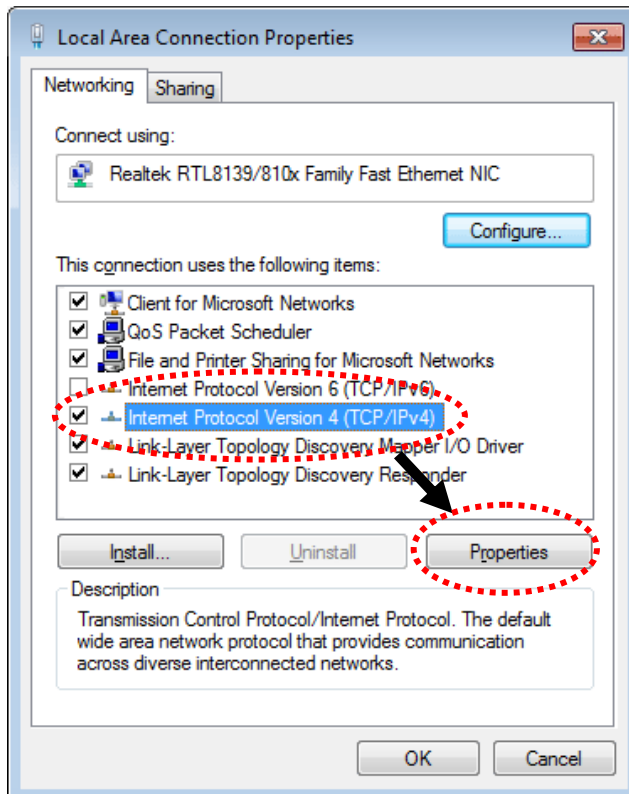 Local Area Connection Properties
Networking
Sharing
Connect using:
Realtek RTL8139/810x Family Fast Ethernet NIC
Configure...
This connection uses the following items:
Client for Microsoft Networks
QoS Packet Scheduler
File and Printer Sharing for Microsoft Networks
Internet Protocol Version 6 (TCP/IPv6)
Internet Protocol Version 4 (TCP/IPv4)
Link-Layer Topology Discovery Mapper I/O Driver
Link-Layer Topology Discovery Responder
Install...
Uninstall
Properties
Description
Transmission Control Protocol/Internet Protocol. The default
wide area network protocol that provides communication
across diverse interconnected networks.
OK
Cancel